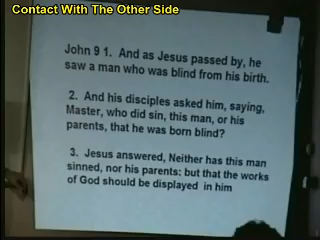 Contact With The Other Side
John 9 1. And as Jesus passed by, he
saw a man who was blind from his birth.
2. And his disciples asked him, saying,
Master, who did sin, this man, or his
parents, that he was born blind?
3. Jesus answered, Neither has this man
sinned, nor his parents: but that the works
of God should be displayed in him